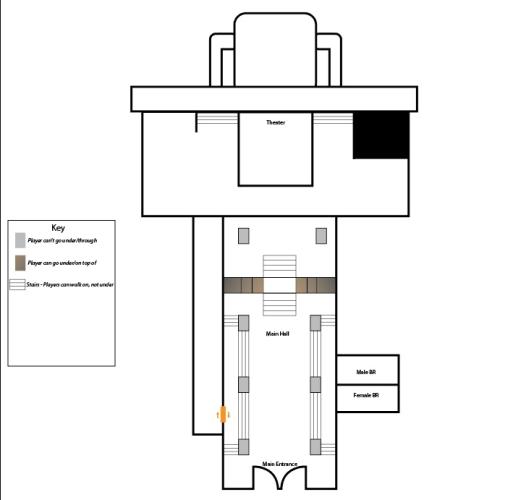 Theater
Key
Player can't go under/through
Player can go under/on top of
Stairs - Players can walk on, not under
Main Hall
Male BR
Female BR
Main Entrance